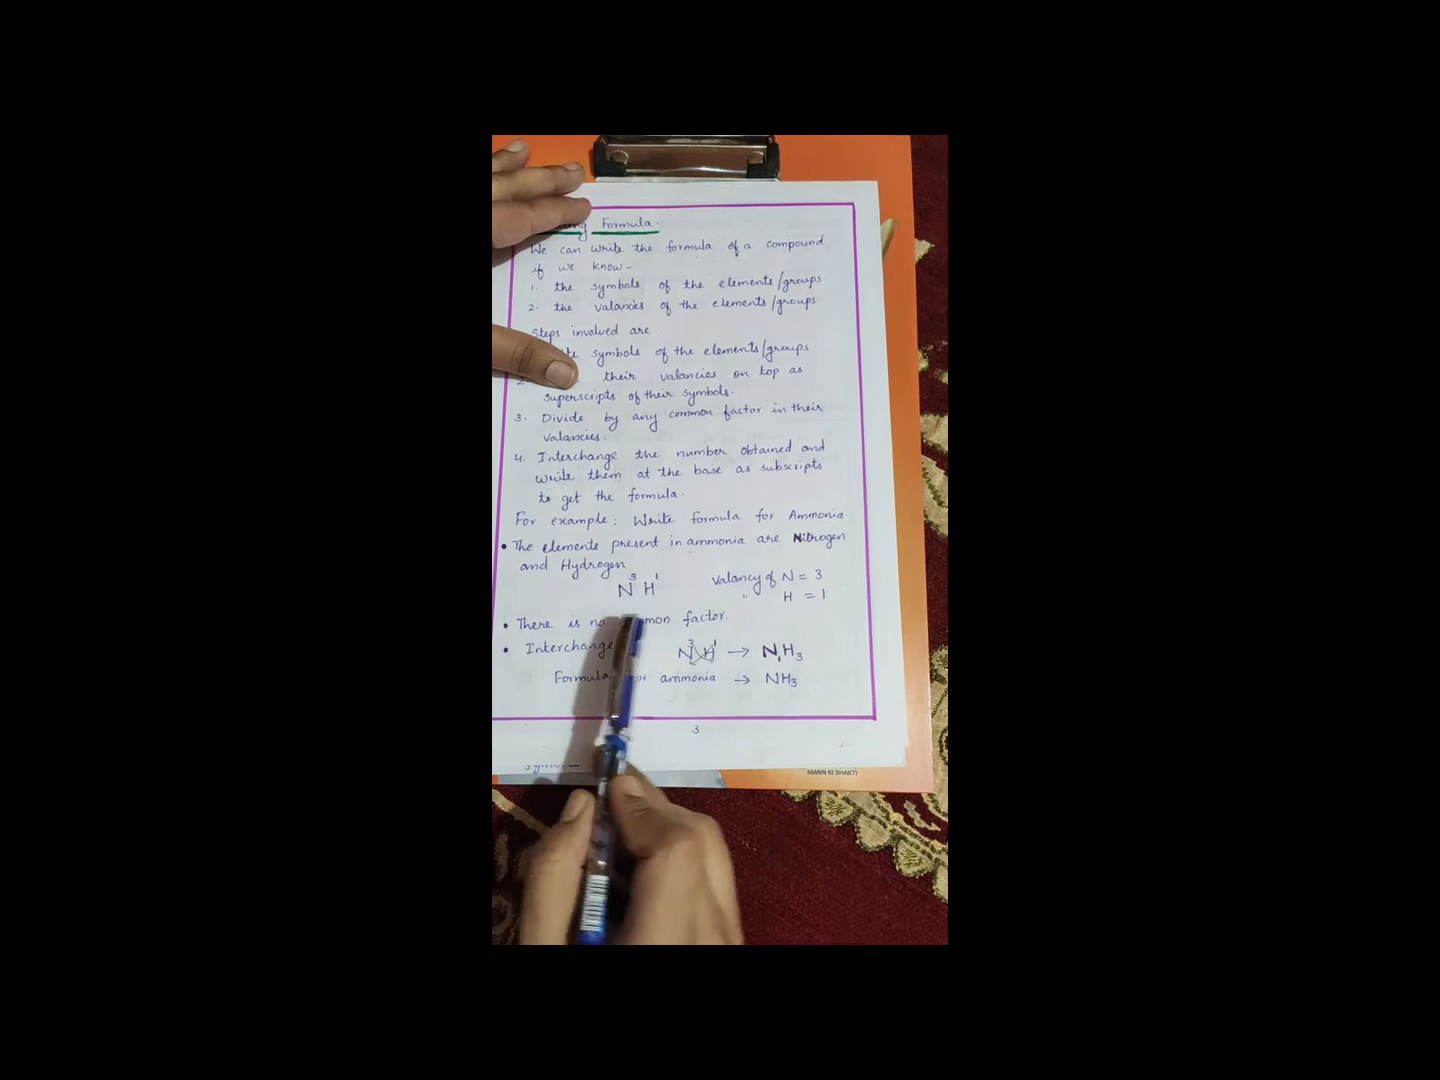 Formula.
We can write the formula of a compound
if we know-
1. the symbols of the elements/groups
2. the valancies of the elements/groups
Steps involved are
symbols of the elements/groups
2. their valancies on top as
superscripts of their symbols.
3. Divide by any common factor in their
valancies.
4. Interchange the number obtained and
write them at the base as subscripts
to get the formula.
For example: Write formula for Ammonia
• The elements present in ammonia are Nitrogen
and Hydrogen
N³ H¹ Valancy of N = 3
" H = 1
• There is no factor.
• Interchange N³ H¹ → N₁H₃
Formula ammonia → NH₃
3
MANN KI SHAKTI